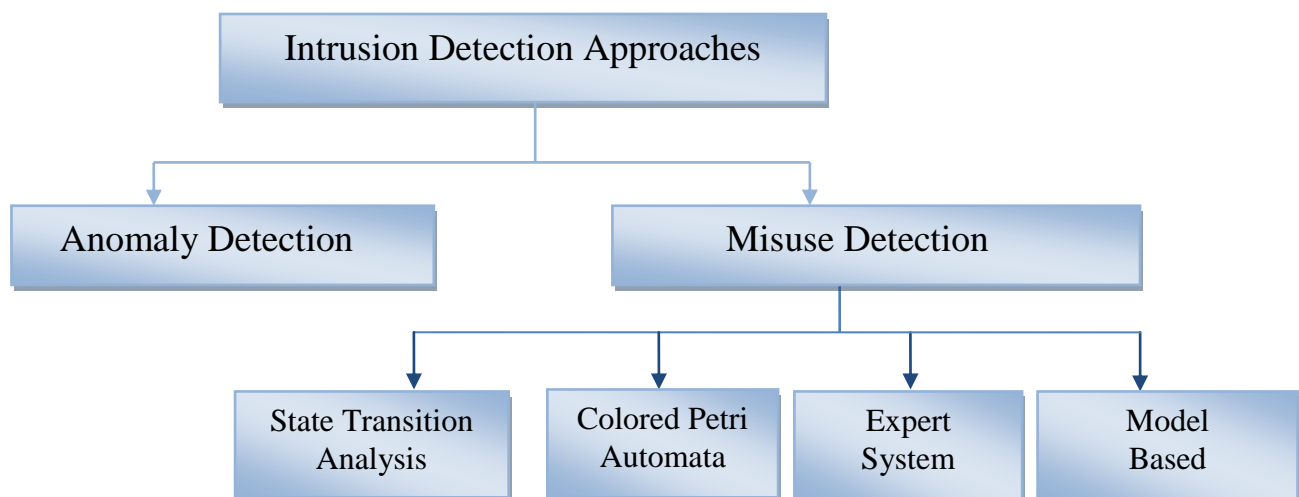 Intrusion Detection Approaches
Anomaly Detection
Misuse Detection
State Transition
Analysis
Colored Petri
Automata
Expert
System
Model
Based